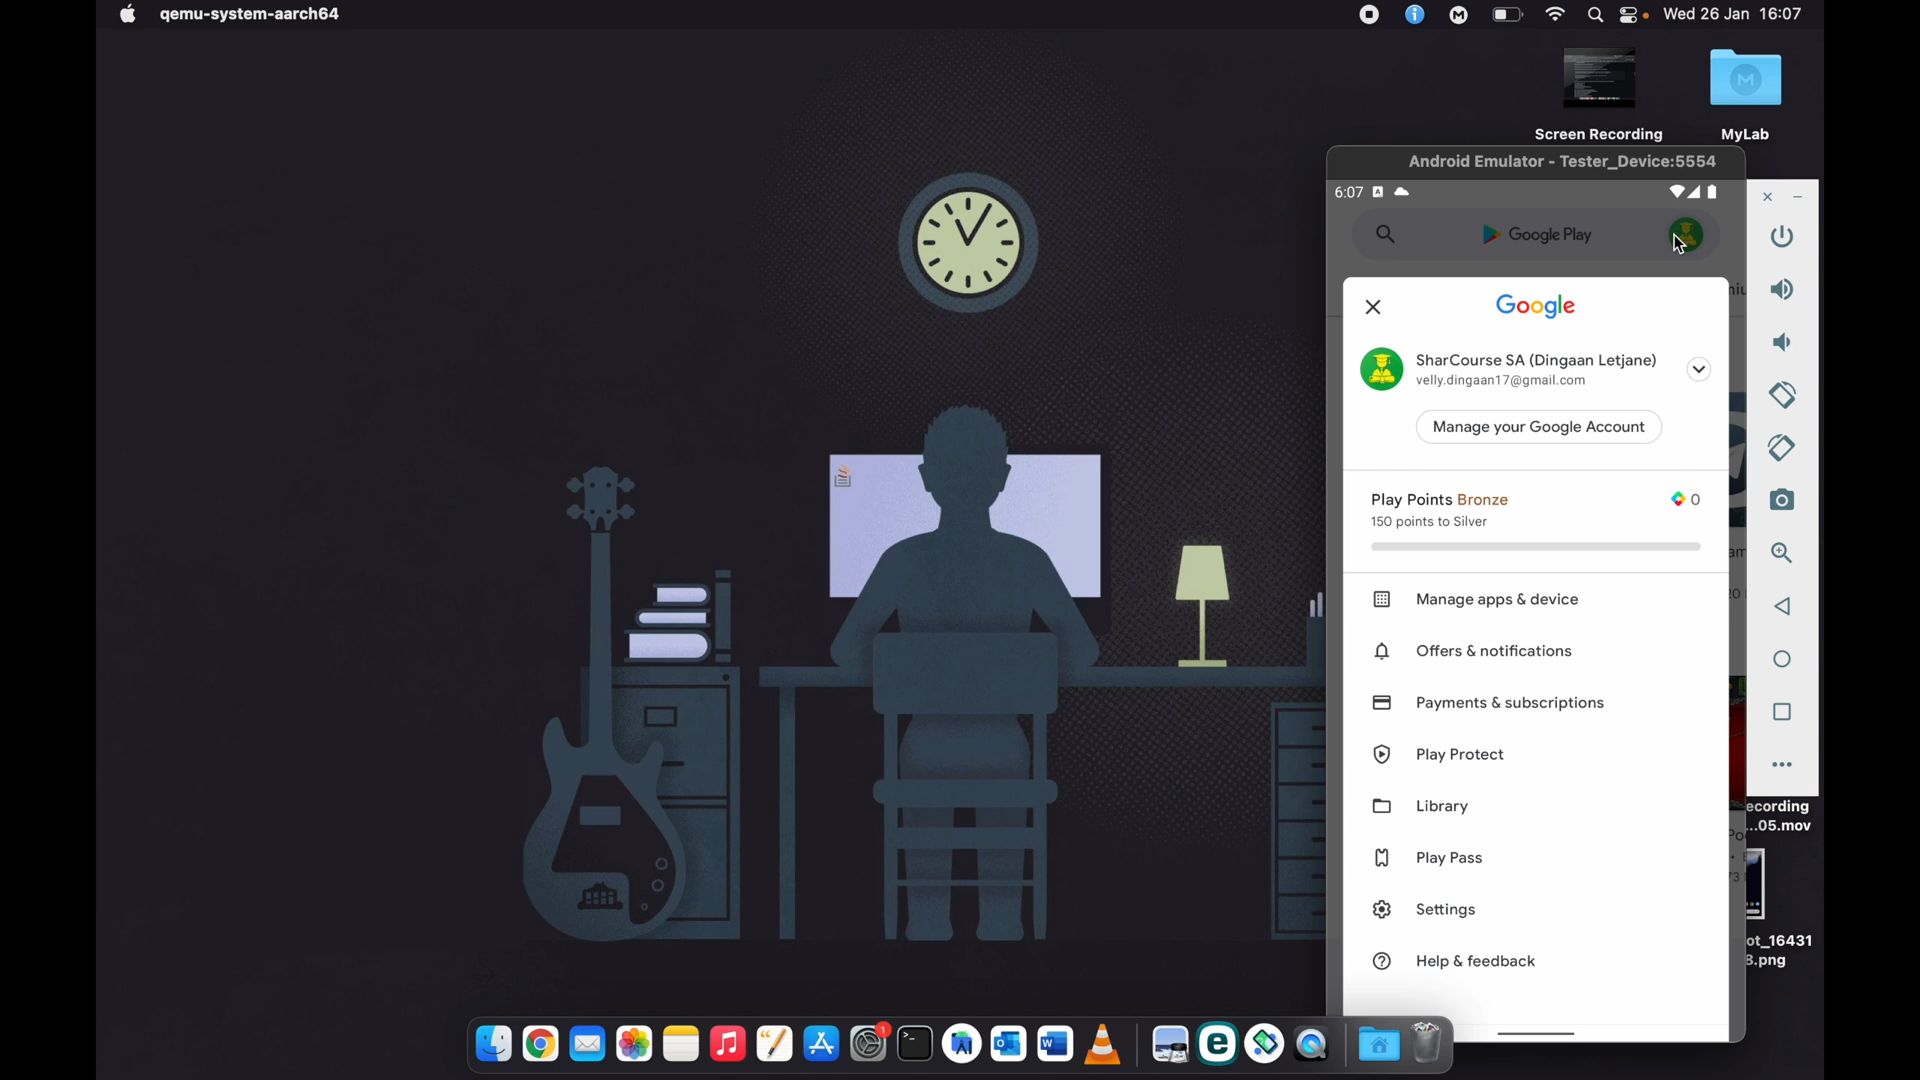 qemu-system-aarch64
Wed 26 Jan 16:07
Screen Recording
MyLab
Android Emulator - Tester_Device:5554
6:07
Google Play
Google
SharCourse SA (Dingaan Letjane)
velly.dingaan17@gmail.com
Manage your Google Account
Play Points Bronze
0
150 points to Silver
Manage apps & device
Offers & notifications
Payments & subscriptions
Play Protect
Library
Play Pass
Settings
Help & feedback
ecording
...05.mov
ot_16431
8.png
1